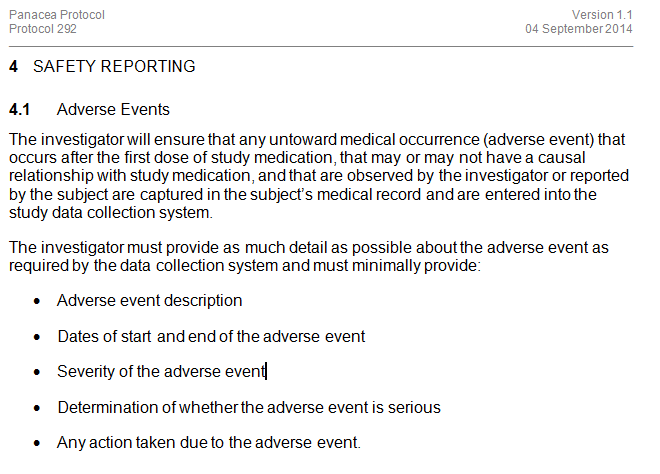 Panacea Protocol Version 1.1
Protocol 292 04 September 2014
4 SAFETY REPORTING
4.1 Adverse Events
The investigator will ensure that any untoward medical occurrence (adverse event) that
occurs after the first dose of study medication, that may or may not have a causal
relationship with study medication, and that are observed by the investigator or reported
by the subject are captured in the subject's medical record and are entered into the
study data collection system.
The investigator must provide as much detail as possible about the adverse event as
required by the data collection system and must minimally provide:
• Adverse event description
• Dates of start and end of the adverse event
• Severity of the adverse event
• Determination of whether the adverse event is serious
• Any action taken due to the adverse event.